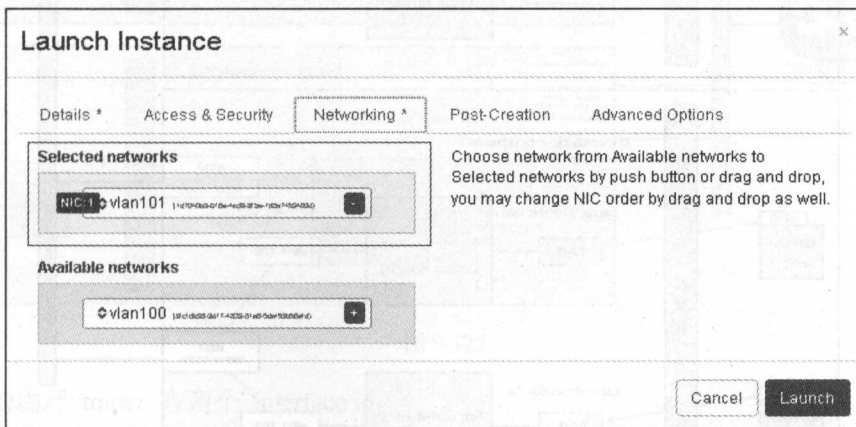 Launch Instance
×
Details * Access & Security Networking * Post-Creation Advanced Options
Selected networks
NIC:1 vlan101 -
Choose network from Available networks to
Selected networks by push button or drag and drop,
you may change NIC order by drag and drop as well.
Available networks
vlan100 +
Cancel Launch